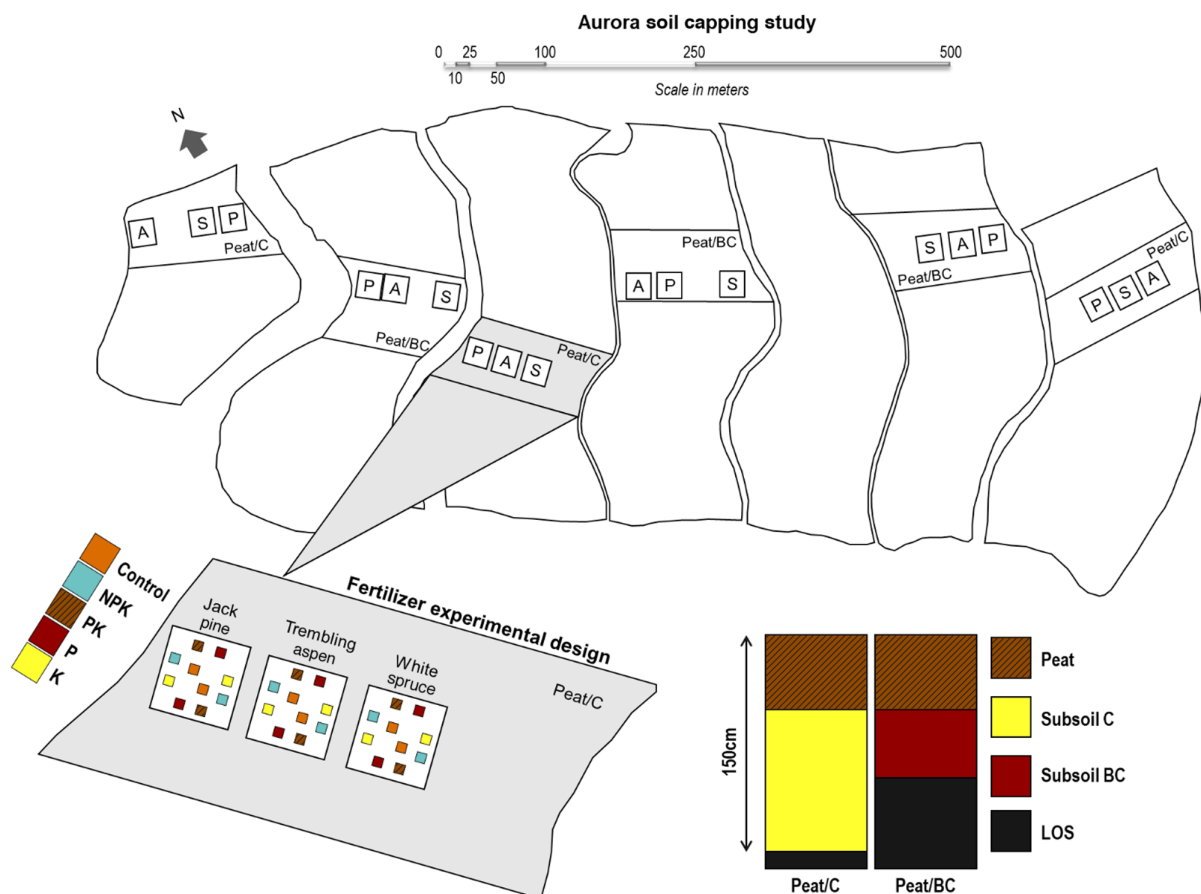 Aurora soil capping study
0 25 100 250 500
10 50
Scale in meters
N
A S P
Peat/C
P A S
Peat/BC
P A S
Peat/C
Peat/BC
A P S
S A P
Peat/BC
Peat/C
P S A
Control
NPK
PK
P
K
Fertilizer experimental design
Jack
pine
Trembling
aspen
White
spruce
Peat/C
150cm
Peat/C
Peat/BC
Peat
Subsoil C
Subsoil BC
LOS